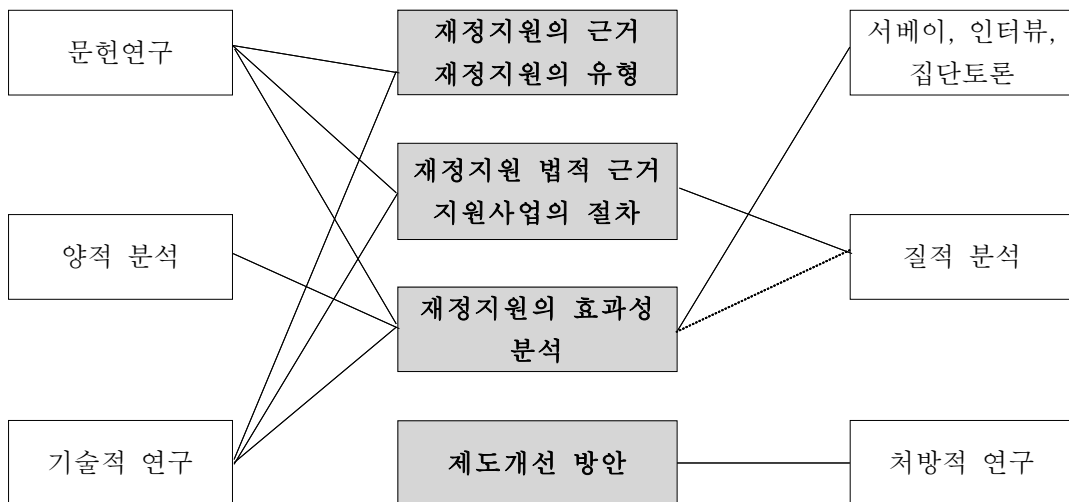 문헌연구
재정지원의 근거
재정지원의 유형
서베이, 인터뷰,
집단토론
재정지원 법적 근거
지원사업의 절차
양적 분석
질적 분석
재정지원의 효과성
분석
기술적 연구
제도개선 방안
처방적 연구